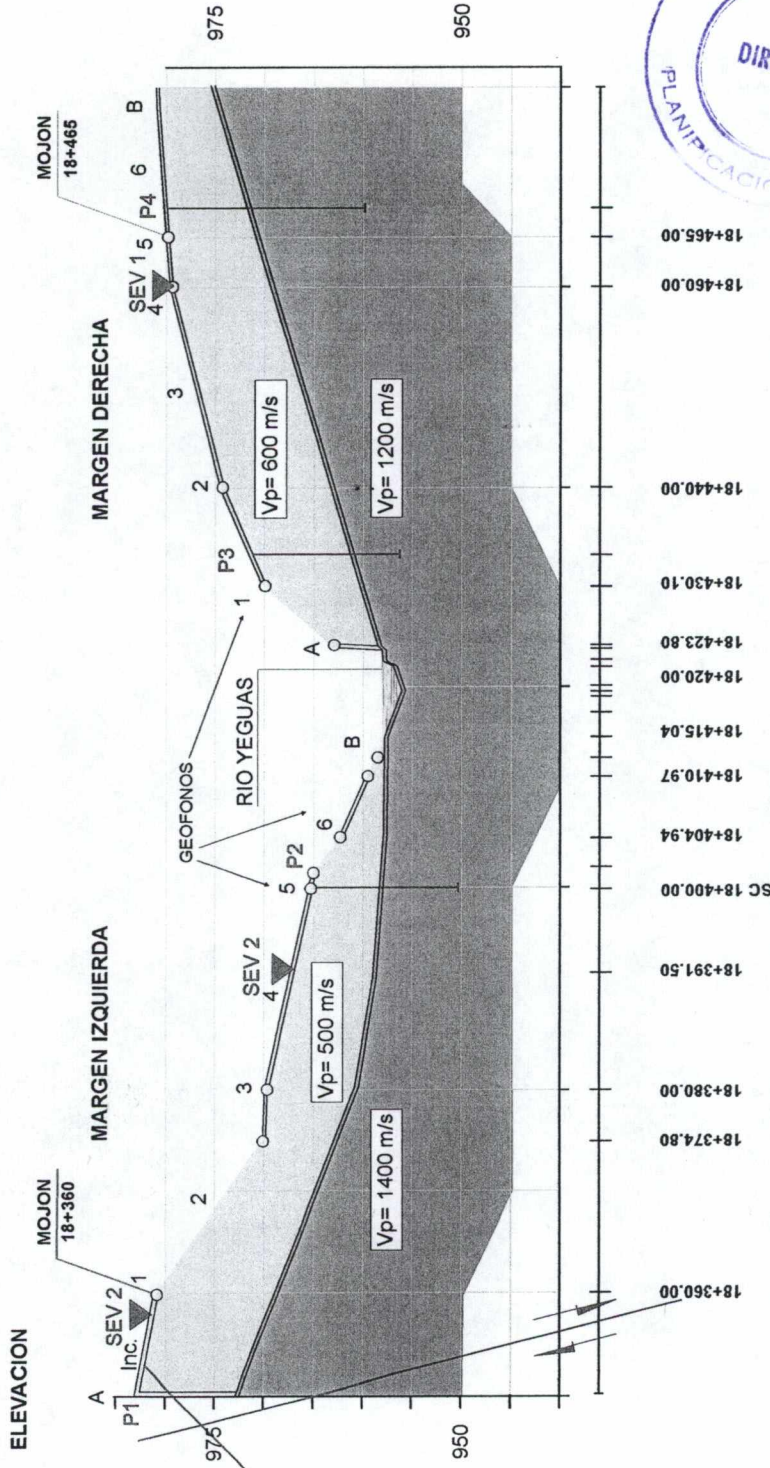 ELEVACION
MARGEN IZQUIERDA
MARGEN DERECHA
MOJON
18+360
MOJON
18+465
GEOFONOS
RIO YEGUAS
A
P1
Inc.
SEV 2
1
2
3
4
SEV 2
5
P2
6
B
A
1
P3
2
3
4
SEV 1
5
P4
6
B
975
950
975
950
Vp= 500 m/s
Vp= 1400 m/s
Vp= 600 m/s
Vp= 1200 m/s
18+360.00
18+374.80
18+380.00
18+391.50
SC 18+400.00
18+404.94
18+410.97
18+415.04
18+420.00
18+423.80
18+430.10
18+440.00
18+460.00
18+465.00
DIR